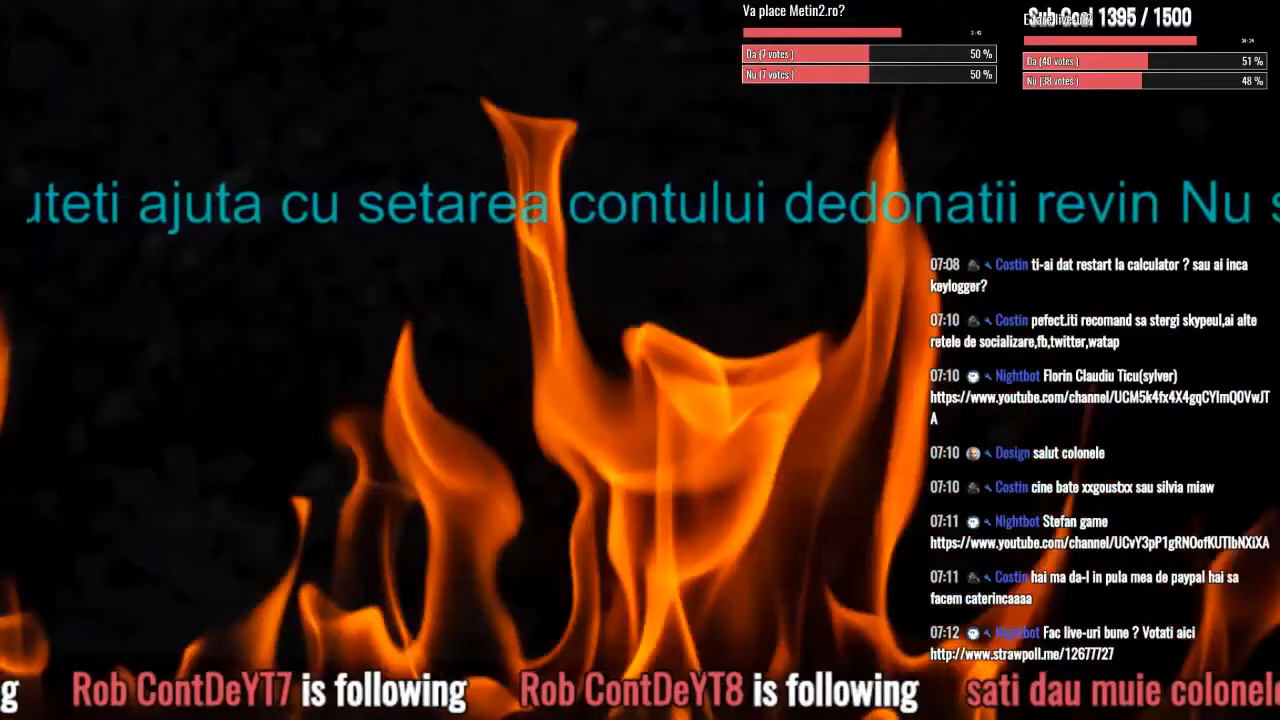 Va place Metin2.ro?
Da (7 votes )
50 %
Nu (7 votes )
50 %
Sub Goal 1395 / 1500
Da (40 votes )
51 %
Nu (38 votes )
48 %
uteti ajuta cu setarea contului dedonatii revin Nu s
07:08 Costin ti-ai dat restart la calculator ? sau ai inca
keylogger?
07:10 Costin pefect.iti recomand sa stergi skypeul,ai alte
retele de socializare,fb,twitter,watap
07:10 Nightbot Florin Claudiu Ticu(sylver)
https://www.youtube.com/channel/UCM5k4fx4X4gqCYImQ0VwJT
A
07:10 Design salut colonele
07:10 Costin cine bate xxgoustxx sau silvia miaw
07:11 Nightbot Stefan game
https://www.youtube.com/channel/UCvY3pP1gRNOofKUTlbNXiXA
07:11 Costin hai ma da-l in pula mea de paypal hai sa
facem caterincaaaa
07:12 Nightbot Fac live-uri bune ? Votati aici
http://www.strawpoll.me/12677727
g Rob ContDeYT7 is following Rob ContDeYT8 is following sati dau muie colonele